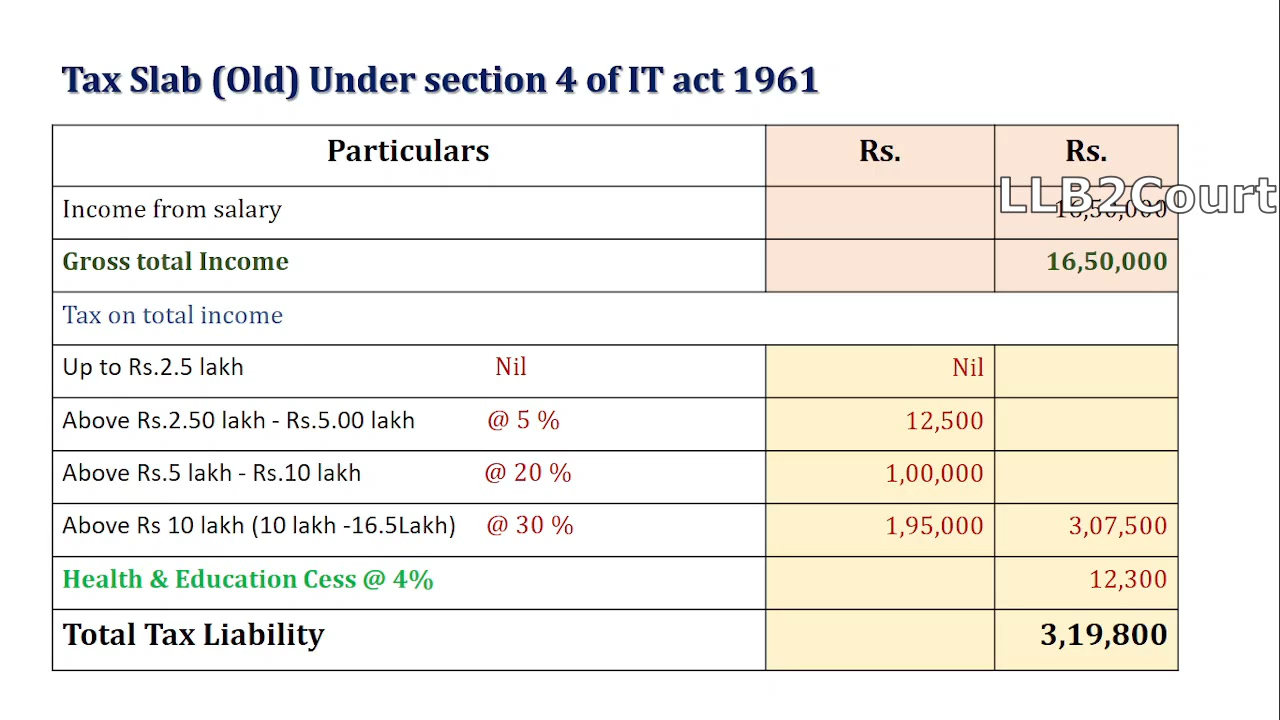 Tax Slab (Old) Under section 4 of IT act 1961
Particulars Rs. Rs.
LLB2Court
Income from salary 16,50,000
Gross total Income 16,50,000
Tax on total income
Up to Rs.2.5 lakh Nil Nil
Above Rs.2.50 lakh - Rs.5.00 lakh @ 5 % 12,500
Above Rs.5 lakh - Rs.10 lakh @ 20 % 1,00,000
Above Rs 10 lakh (10 lakh -16.5Lakh) @ 30 % 1,95,000 3,07,500
Health & Education Cess @ 4% 12,300
Total Tax Liability 3,19,800